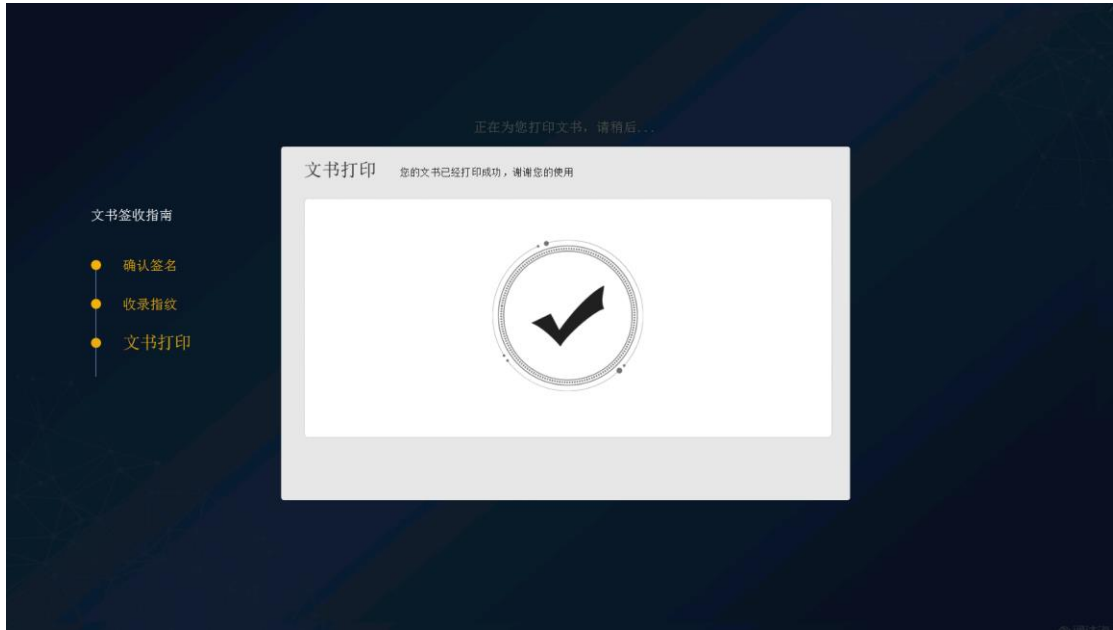 正在为您打印文书，请稍后...
文书打印 您的文书已经打印成功，谢谢您的使用
文书签收指南
确认签名
收录指纹
文书打印